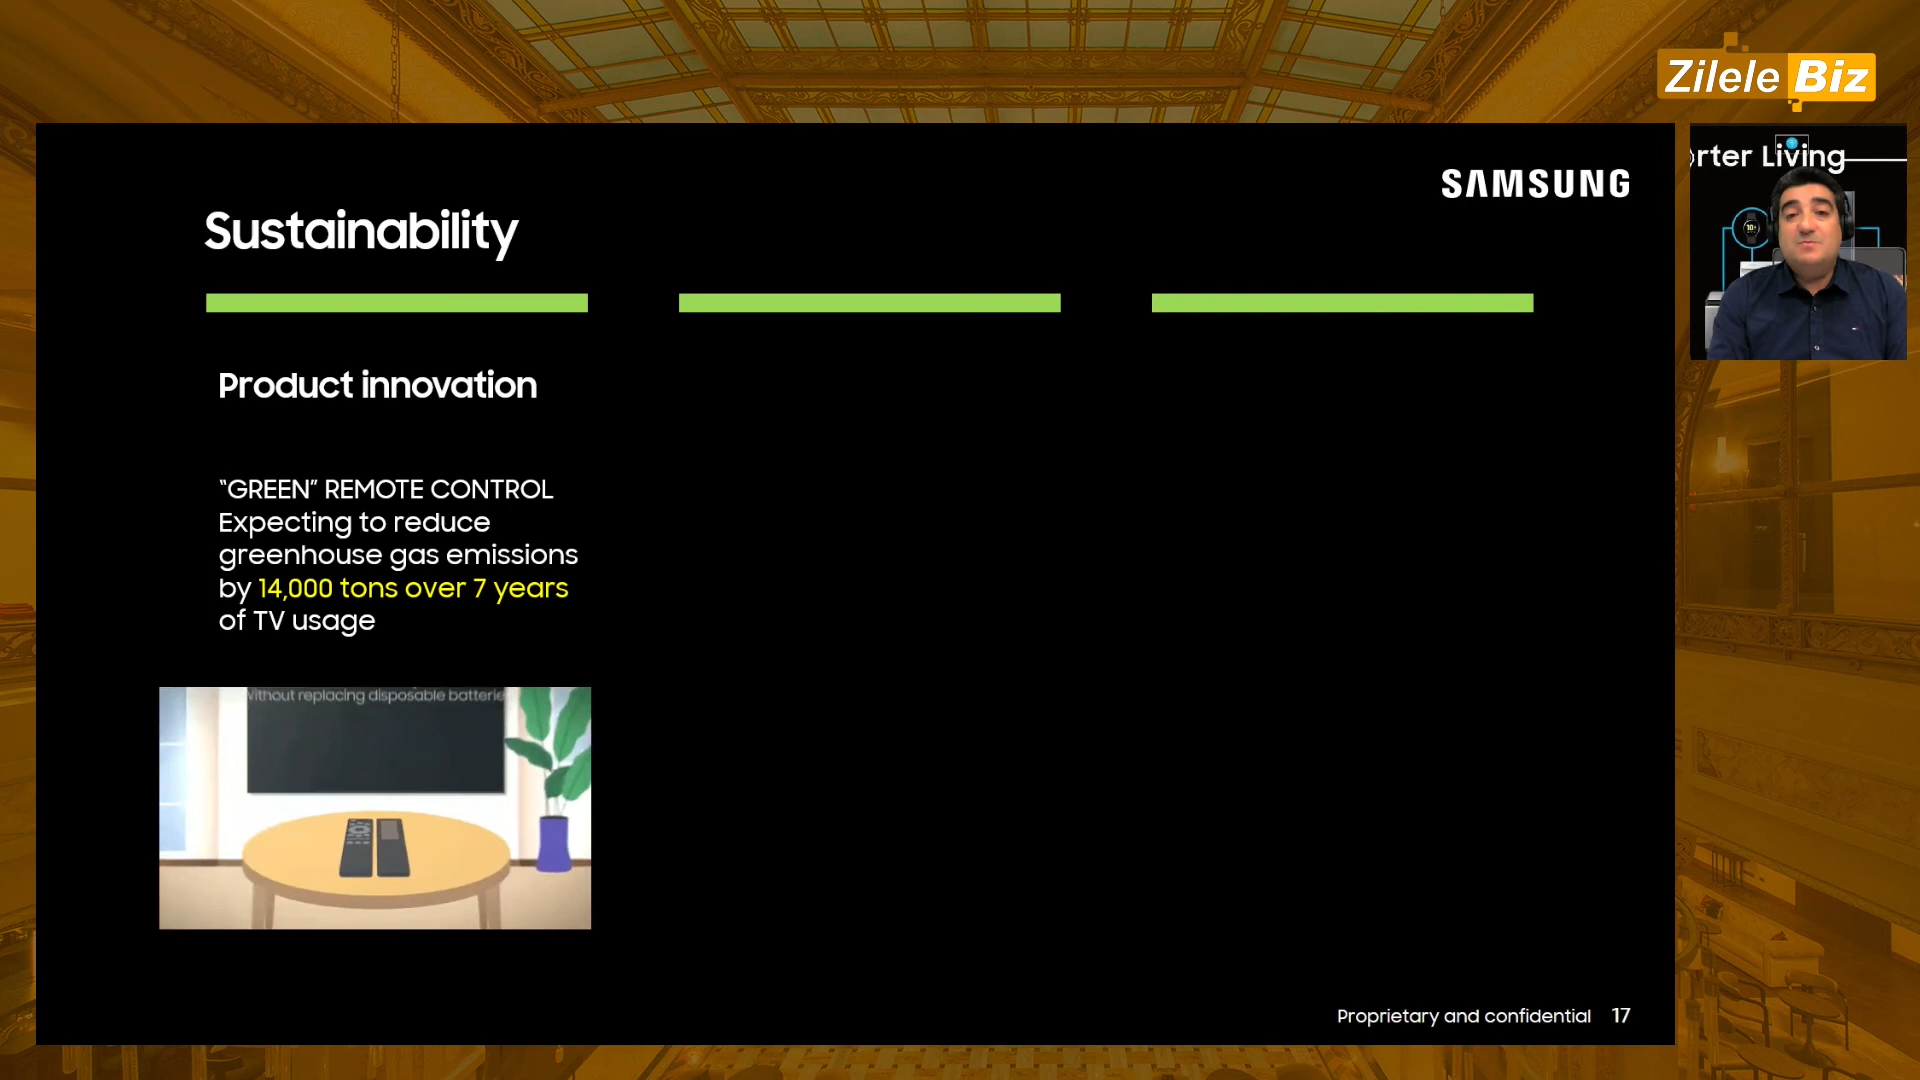 Zilele Biz
rter Living
SAMSUNG
Sustainability
Product innovation
“GREEN” REMOTE CONTROL
Expecting to reduce
greenhouse gas emissions
by 14,000 tons over 7 years
of TV usage
ithout replacing disposable batterie
Proprietary and confidential 17